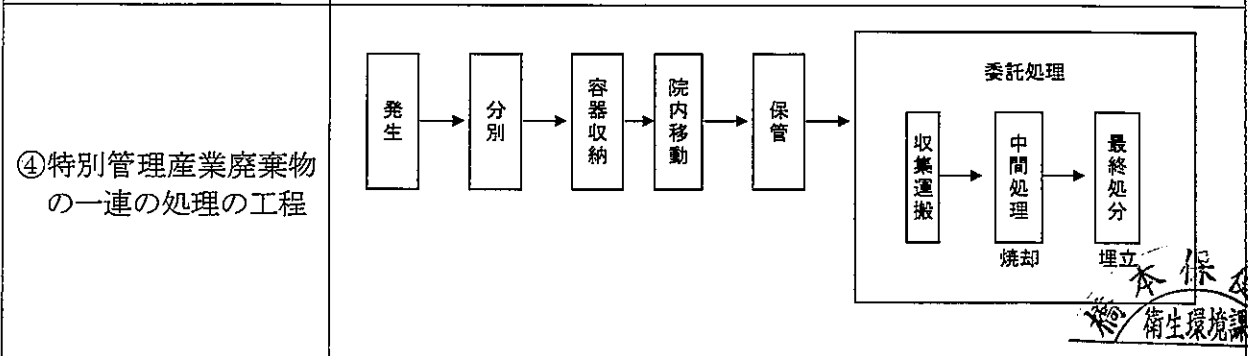 ④特別管理産業廃棄物
の一連の処理の工程
発生
分別
容器収納
院内移動
保管
委託処理
収集運搬
中間処理
最終処分
焼却
埋立
橋本保
衛生環境課